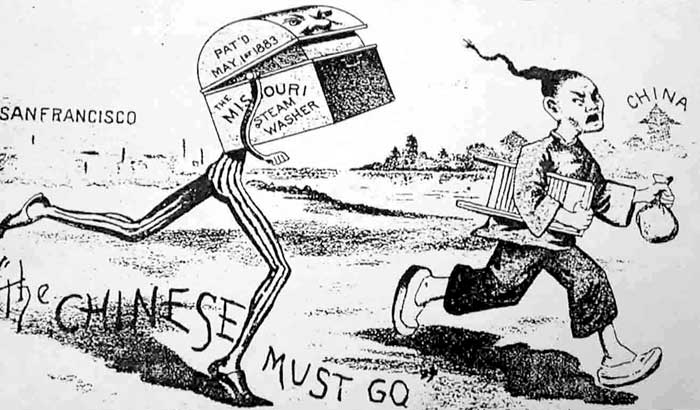 SANFRANCISCO
PAT'D
MAY 1ST 1883
THE
MISSOURI
STEAM
WASHER
CHINA
"the CHINESE
MUST GO"